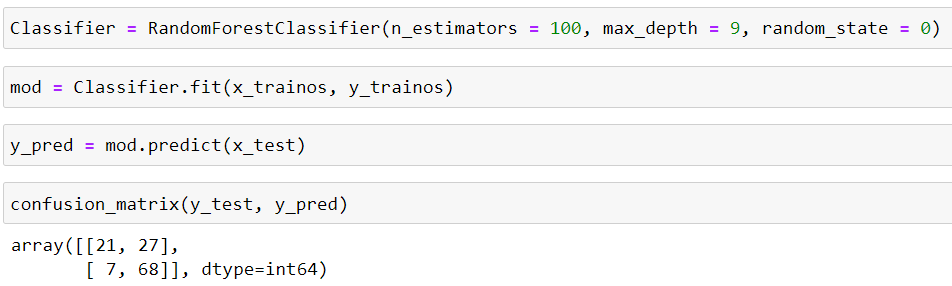 Classifier = RandomForestClassifier(n_estimators = 100, max_depth = 9, random_state = 0)
mod = Classifier.fit(x_trainos, y_trainos)
y_pred = mod.predict(x_test)
confusion_matrix(y_test, y_pred)
array([[21, 27],
       [ 7, 68]], dtype=int64)